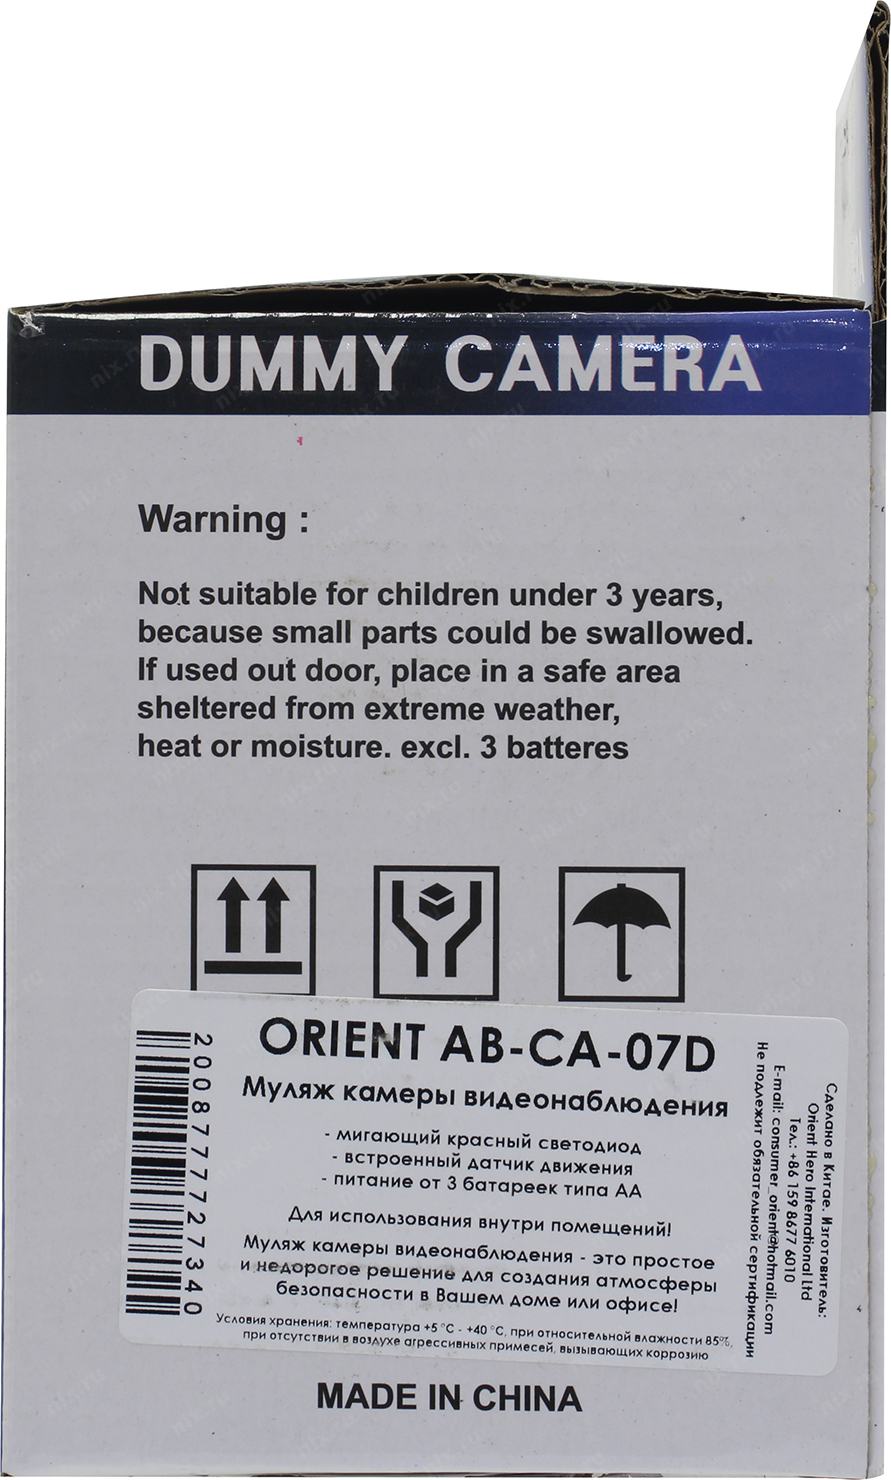 DUMMY CAMERA
Warning :
Not suitable for children under 3 years,
because small parts could be swallowed.
If used out door, place in a safe area
sheltered from extreme weather,
heat or moisture. excl. 3 batteres
ORIENT AB-CA-07D
Муляж камеры видеонаблюдения
- мигающий красный светодиод
- встроенный датчик движения
- питание от 3 батареек типа АА
Для использования внутри помещений!
Муляж камеры видеонаблюдения - это простое
и недорогое решение для создания атмосферы
безопасности в Вашем доме или офисе!
Условия хранения: температура +5 °C - +40 °C, при относительной влажности 85%,
при отсутствии в воздухе агрессивных примесей, вызывающих коррозию
2008777727340
Сделано в Китае. Изготовитель:
Orient Hero International Ltd
Тел.: +86 159 8677 6010
E-mail: consumer_orient@hotmail.com
Не подлежит обязательной сертификации
MADE IN CHINA